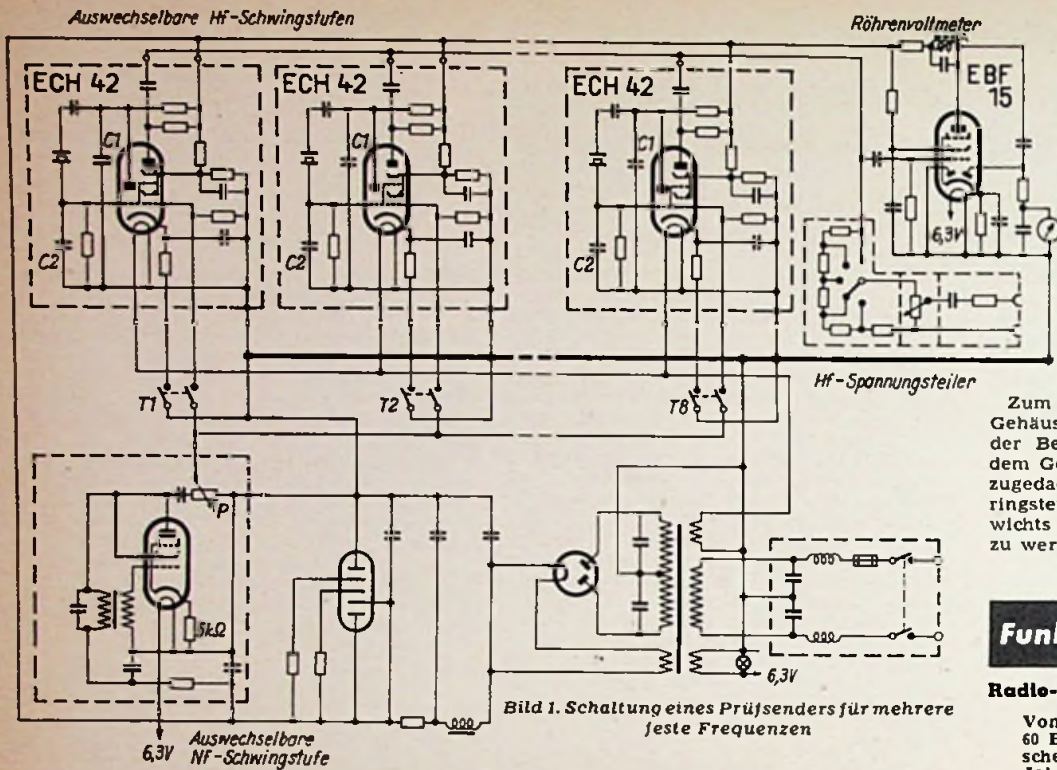 Auswechselbare Hf-Schwingstufen
Röhrenvoltmeter
ECH 42
ECH 42
ECH 42
EBF
15
C1
C1
C1
C2
C2
C2
6,3V
T1
T2
T8
Hf-Spannungsteiler
P
5kΩ
6,3V
6,3V
Auswechselbare
Nf-Schwingstufe
Bild 1. Schaltung eines Prüfsenders für mehrere
feste Frequenzen
Zum
Gehäus
der Be
dem Ge
zugedac
ringste
wichts
zu wer
Funk
Radio-
Von
60 B
sche